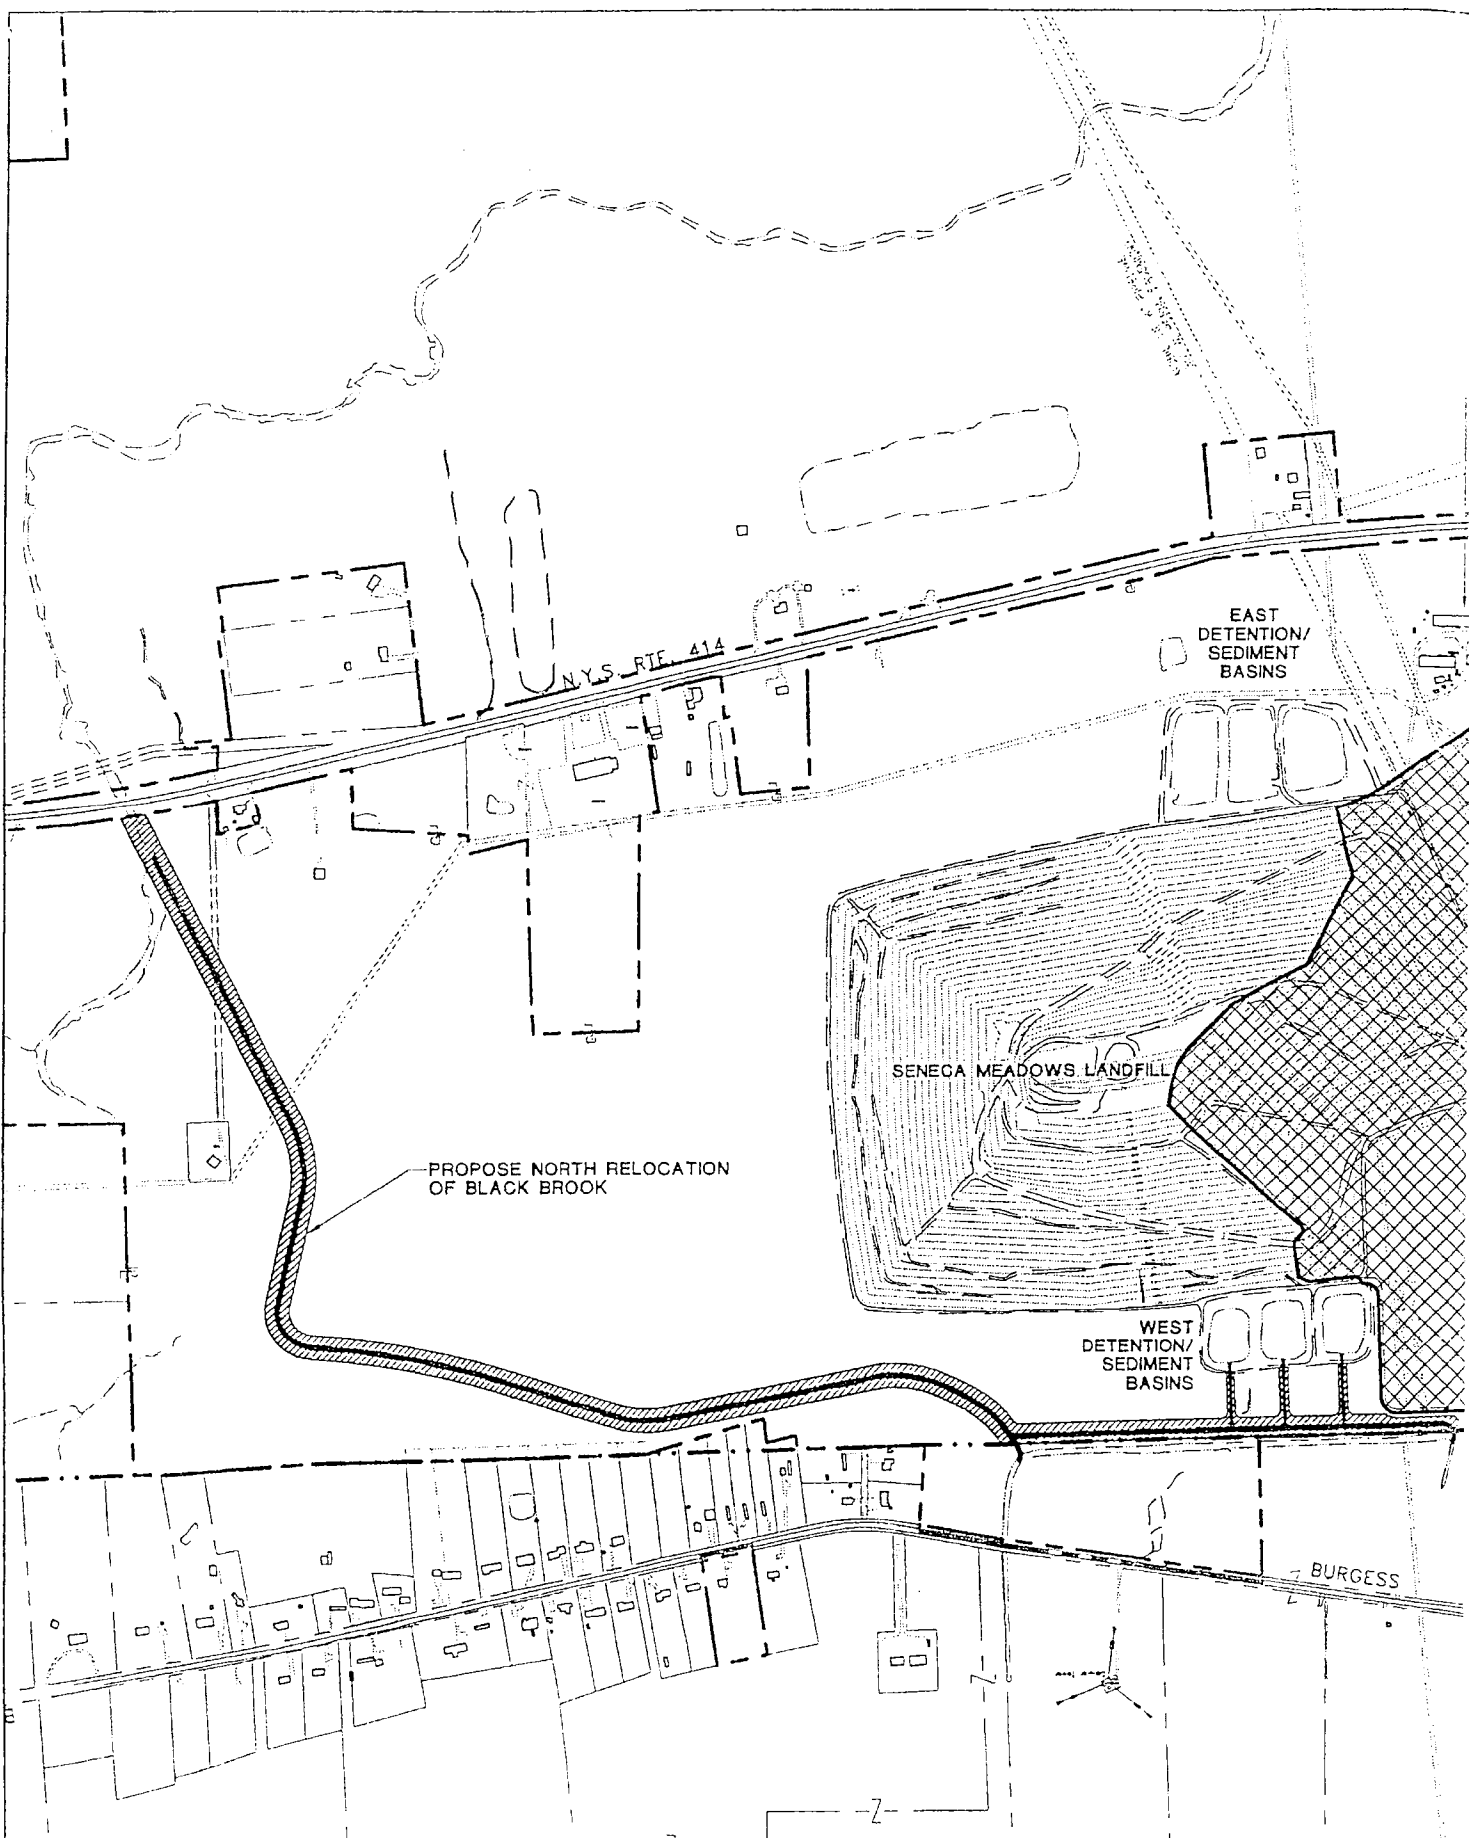 N.Y.S. RTE. 414
EAST
DETENTION/
SEDIMENT
BASINS
SENECA MEADOWS LANDFILL
PROPOSE NORTH RELOCATION
OF BLACK BROOK
WEST
DETENTION/
SEDIMENT
BASINS
BURGESS
Z
Z
Z